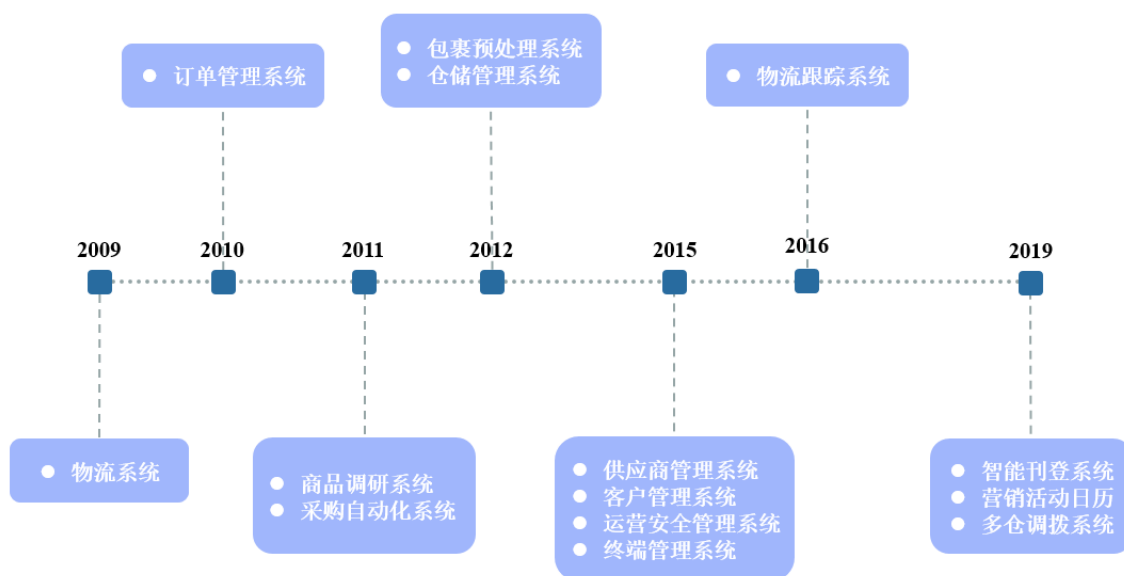 订单管理系统
包裹预处理系统
仓储管理系统
物流跟踪系统
2009
2010
2011
2012
2015
2016
2019
物流系统
商品调研系统
采购自动化系统
供应商管理系统
客户管理系统
运营安全管理系统
终端管理系统
智能刊登系统
营销活动日历
多仓调拨系统